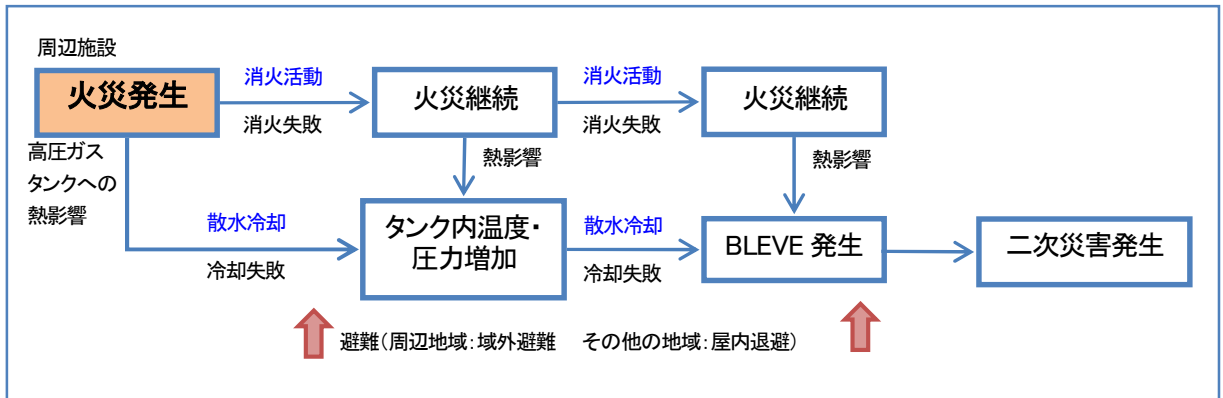 周辺施設
火災発生
消火活動
消火失敗
火災継続
消火活動
消火失敗
火災継続
高圧ガス
タンクへの
熱影響
熱影響
熱影響
散水冷却
冷却失敗
タンク内温度・
圧力増加
散水冷却
冷却失敗
BLEVE 発生
二次災害発生
避難(周辺地域:域外避難　その他の地域:屋内退避)